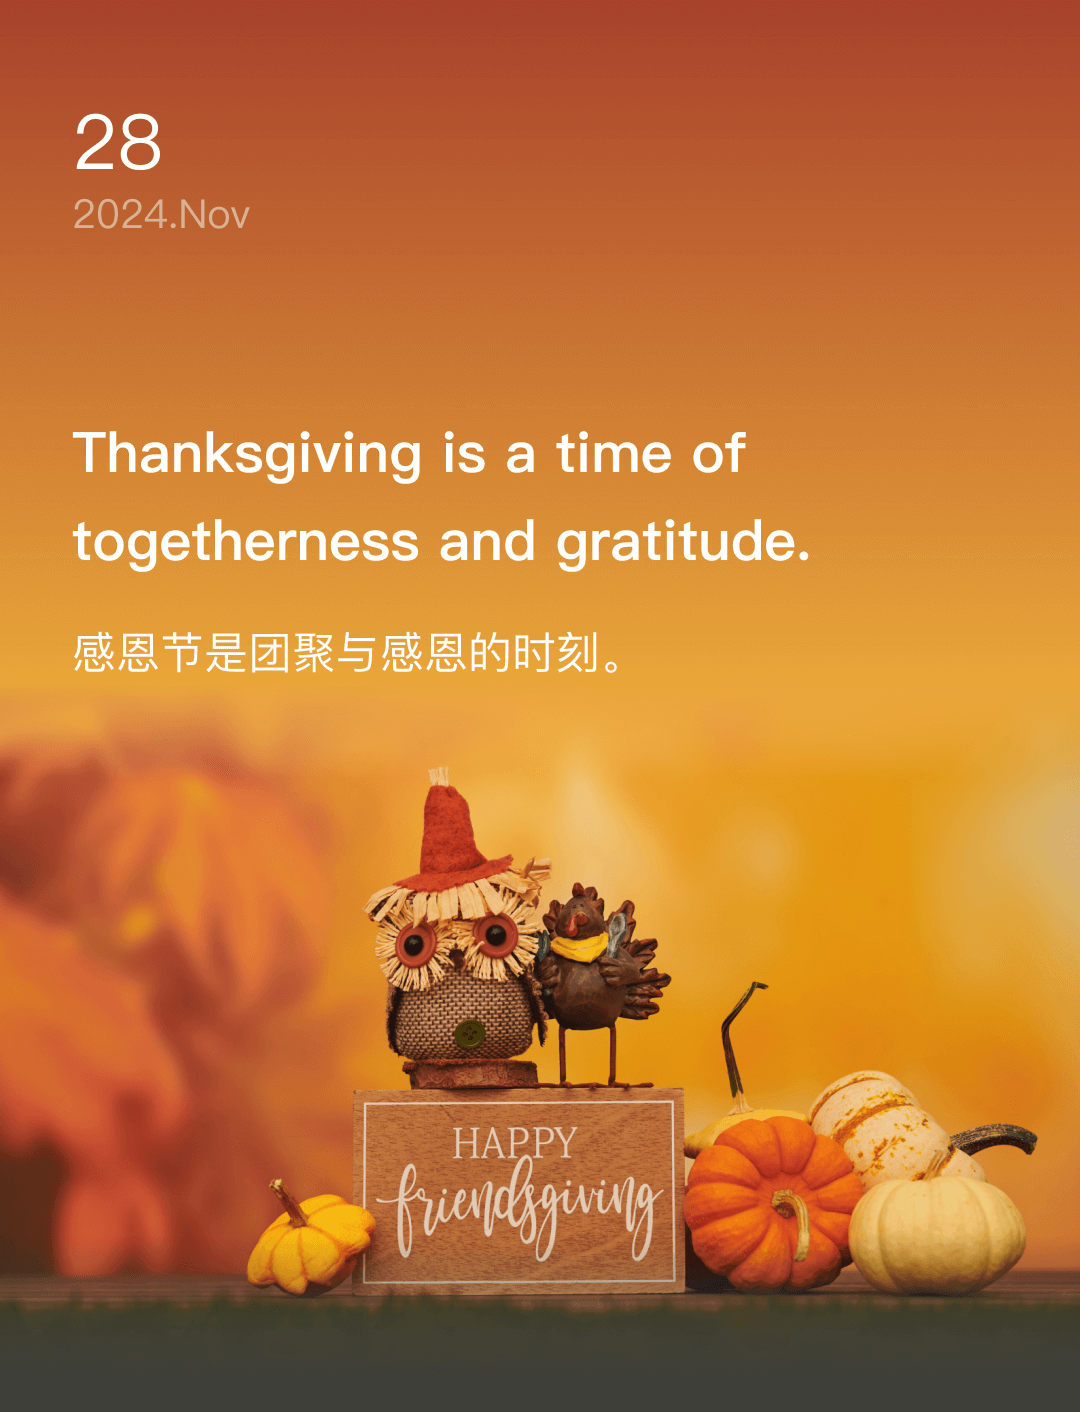 28
2024.Nov
Thanksgiving is a time of
togetherness and gratitude.
感恩节是团聚与感恩的时刻。
HAPPY
friendsgiving